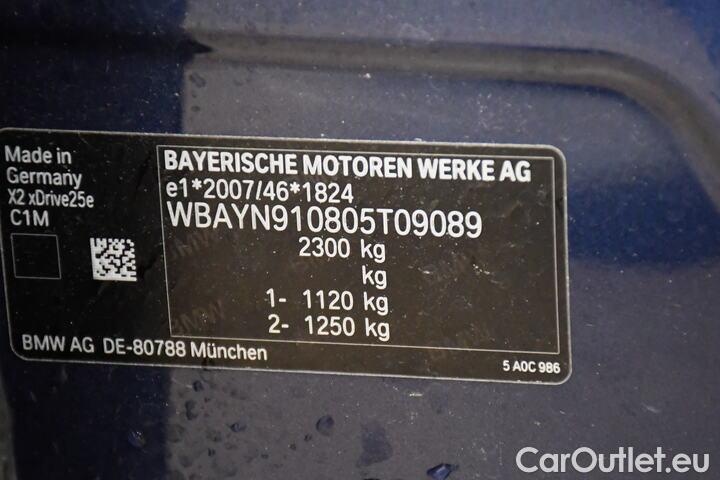 Made in
Germany
X2 xDrive25e
C1M
BAYERISCHE MOTOREN WERKE AG
e1*2007/46*1824
WBAYN910805T09089
2300 kg
kg
1- 1120 kg
2- 1250 kg
BMW AG DE-80788 München
5 A0C 986
CarOutlet.eu